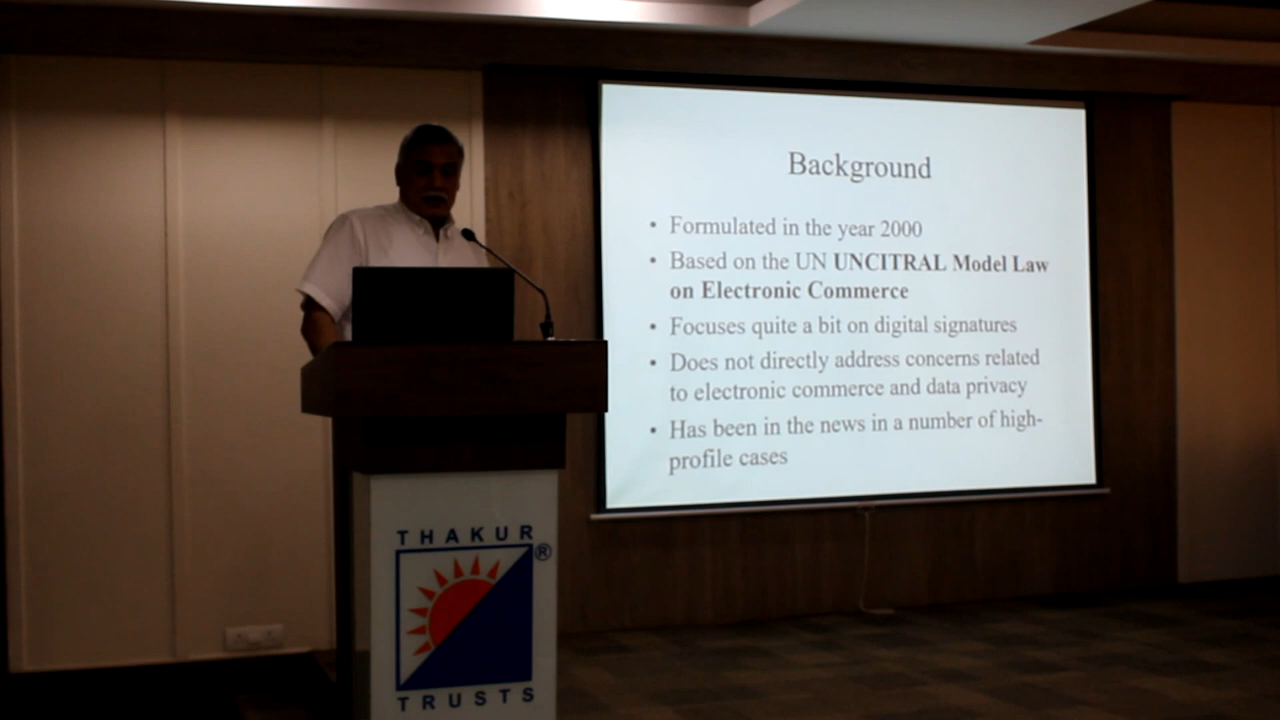 Background
• Formulated in the year 2000
• Based on the UN UNCITRAL Model Law
on Electronic Commerce
• Focuses quite a bit on digital signatures
• Does not directly address concerns related
to electronic commerce and data privacy
• Has been in the news in a number of high-
profile cases
THAKUR
®
TRUSTS